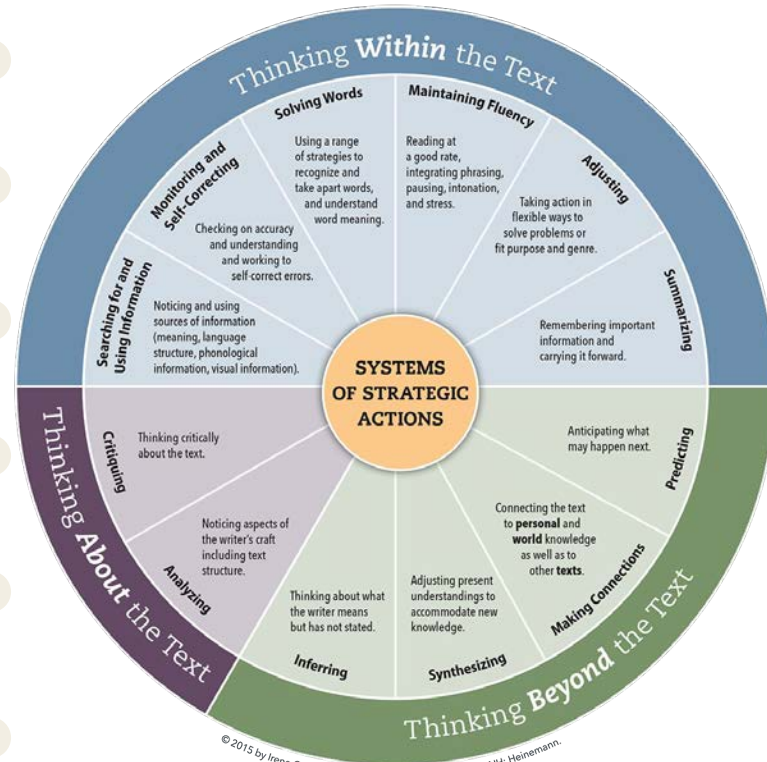 Thinking Within the Text
Solving Words
Using a range
of strategies to
recognize and
take apart words,
and understand
word meaning.
Maintaining Fluency
Reading at
a good rate,
integrating phrasing,
pausing, intonation,
and stress.
Adjusting
Taking action in
flexible ways to
solve problems or
fit purpose and genre.
Summarizing
Remembering important
information and
carrying it forward.
Monitoring and
Self-Correcting
Checking on accuracy
and understanding
and working to
self-correct errors.
Searching for and
Using Information
Noticing and using
sources of information
(meaning, language
structure, phonological
information, visual information).
SYSTEMS
OF STRATEGIC
ACTIONS
Thinking About the Text
Critiquing
Thinking critically
about the text.
Analyzing
Noticing aspects of
the writer's craft
including text
structure.
Thinking Beyond the Text
Predicting
Anticipating what
may happen next.
Making Connections
Connecting the text
to personal and
world knowledge
as well as to
other texts.
Synthesizing
Adjusting present
understandings to
accommodate new
knowledge.
Inferring
Thinking about what
the writer means
but has not stated.
© 2015 by Heinemann.